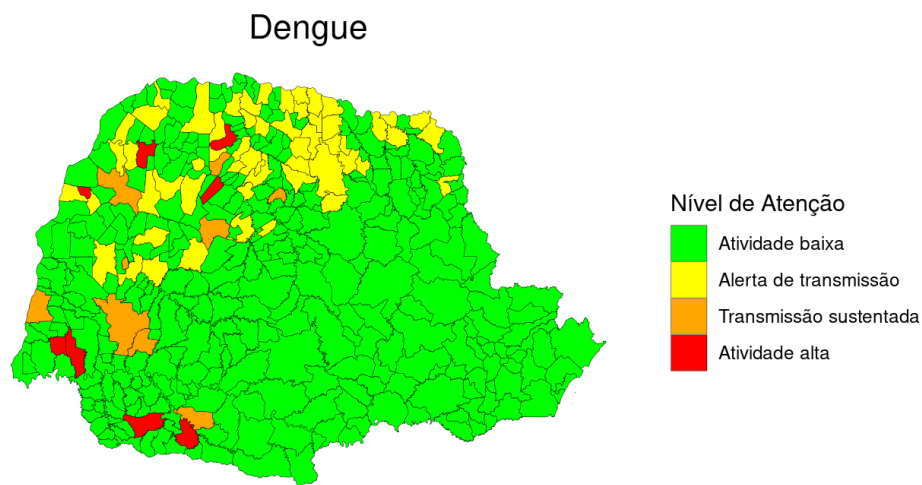 Dengue
Nível de Atenção
Atividade baixa
Alerta de transmissão
Transmissão sustentada
Atividade alta